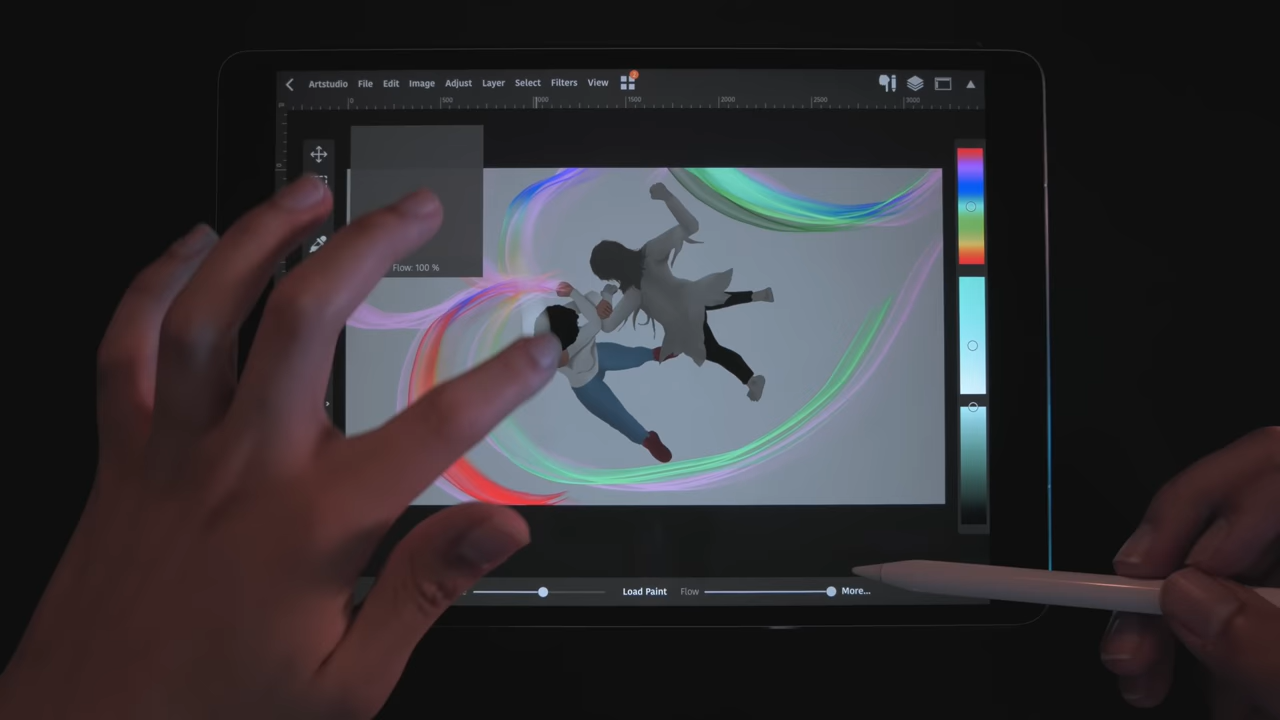 Artstudio File Edit Image Adjust Layer Select Filters View
0 500 1000 1500 2000 2500 3000
Flow: 100 %
Load Paint Flow More...